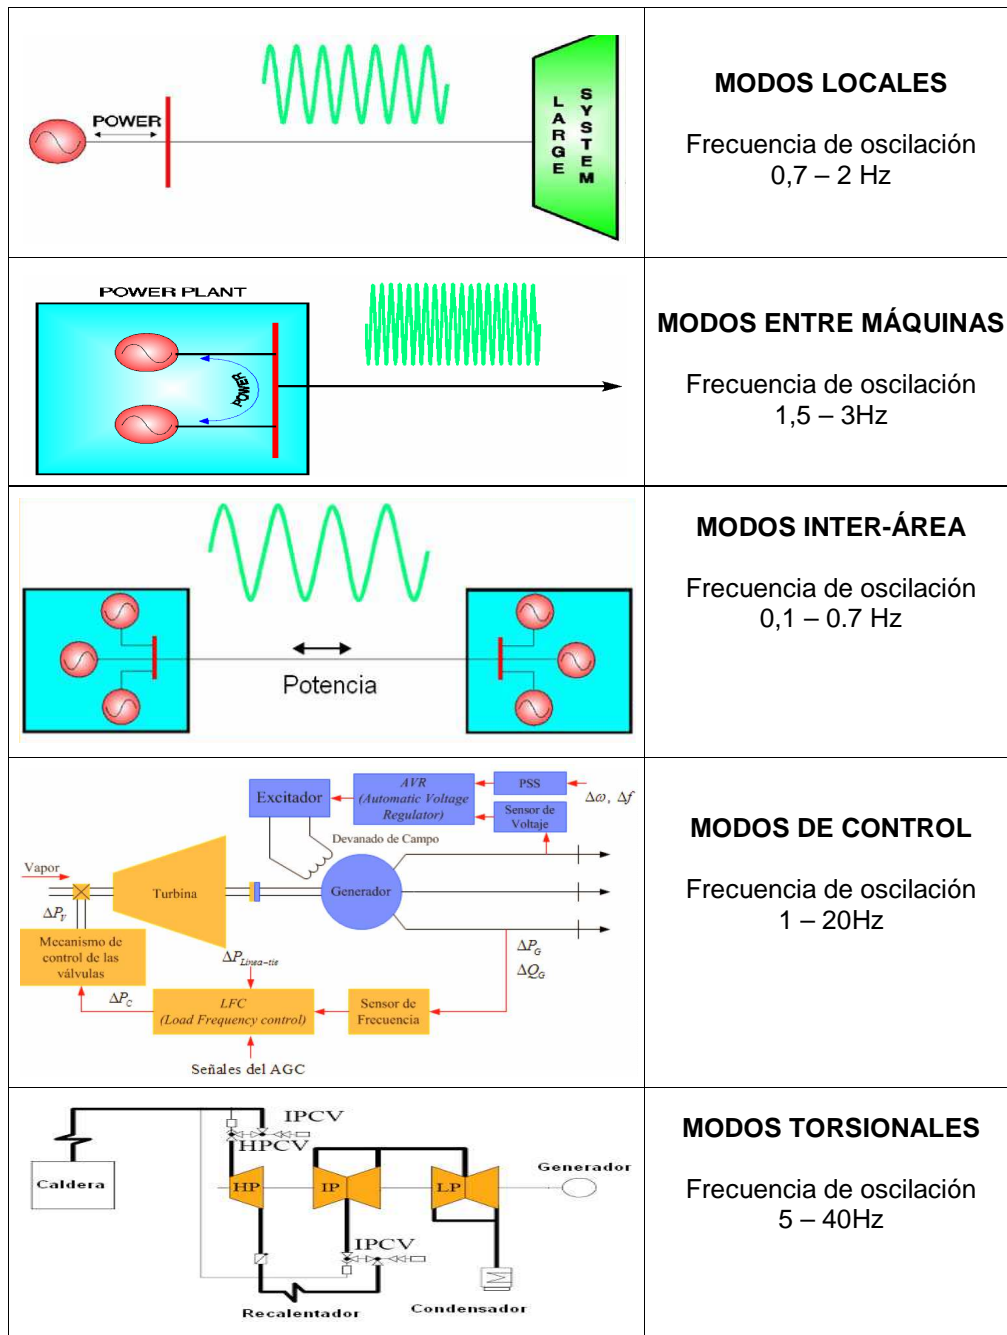 POWER
LARGE
SYSTEM
MODOS LOCALES
Frecuencia de oscilación
0,7 – 2 Hz
POWER PLANT
POWER
MODOS ENTRE MÁQUINAS
Frecuencia de oscilación
1,5 – 3Hz
Potencia
MODOS INTER-ÁREA
Frecuencia de oscilación
0,1 – 0.7 Hz
Excitador
AVR
(Automatic Voltage
Regulator)
PSS
Δω, Δf
Sensor de
Voltaje
Devanado de Campo
Vapor
Turbina
Generador
ΔP_V
Mecanismo de
control de las
válvulas
ΔP_Linea-tie
ΔP_G
ΔQ_G
ΔP_C
LFC
(Load Frequency control)
Sensor de
Frecuencia
Señales del AGC
MODOS DE CONTROL
Frecuencia de oscilación
1 – 20Hz
IPCV
HPCV
Caldera
HP
IP
LP
Generador
IPCV
Recalentador
Condensador
MODOS TORSIONALES
Frecuencia de oscilación
5 – 40Hz